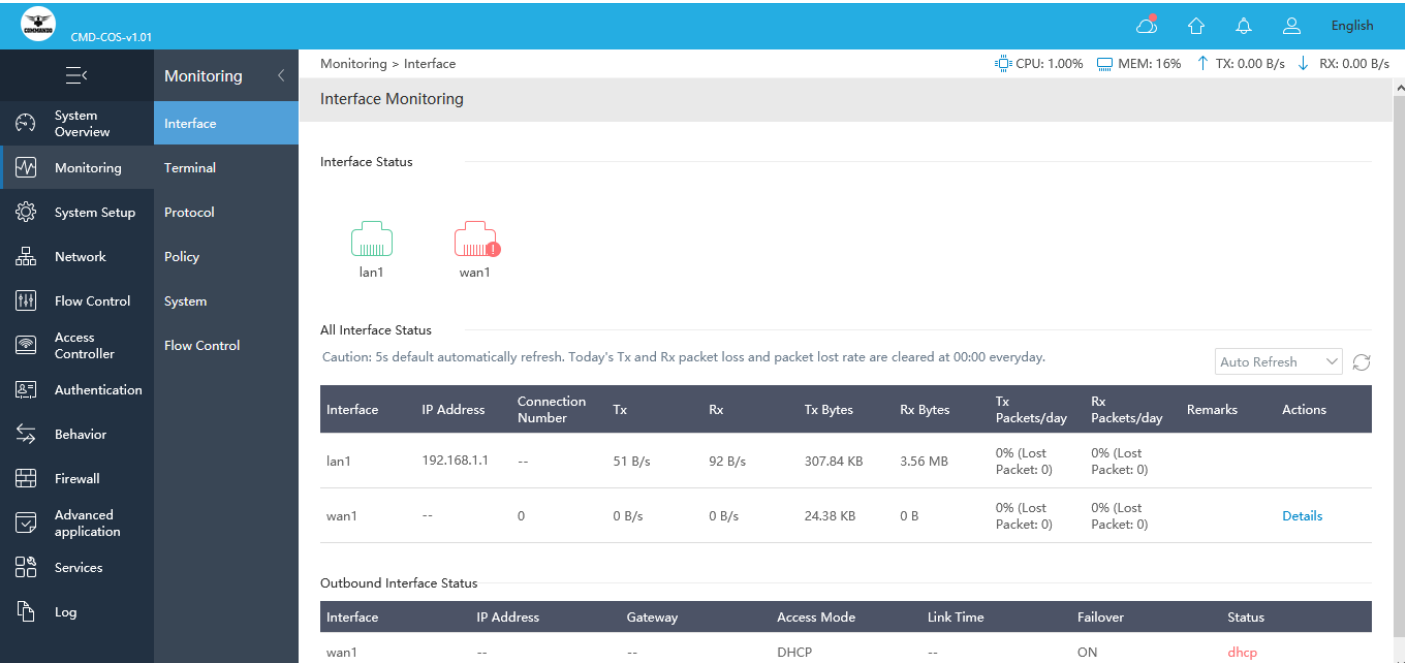 COMMANDO
CMD-COS-v1.01
English
Monitoring
Monitoring > Interface
CPU: 1.00% MEM: 16% TX: 0.00 B/s RX: 0.00 B/s
Interface Monitoring
System
Overview
Monitoring
System Setup
Network
Flow Control
Access
Controller
Authentication
Behavior
Firewall
Advanced
application
Services
Log
Interface
Terminal
Protocol
Policy
System
Flow Control
Interface Status
lan1
wan1
All Interface Status
Caution: 5s default automatically refresh. Today's Tx and Rx packet loss and packet lost rate are cleared at 00:00 everyday.
Auto Refresh
Interface IP Address Connection Number Tx Rx Tx Bytes Rx Bytes Tx Packets/day Rx Packets/day Remarks Actions
lan1 192.168.1.1 -- 51 B/s 92 B/s 307.84 KB 3.56 MB 0% (Lost Packet: 0) 0% (Lost Packet: 0)
wan1 -- 0 0 B/s 0 B/s 24.38 KB 0 B 0% (Lost Packet: 0) 0% (Lost Packet: 0) Details
Outbound Interface Status
Interface IP Address Gateway Access Mode Link Time Failover Status
wan1 -- -- DHCP -- ON dhcp